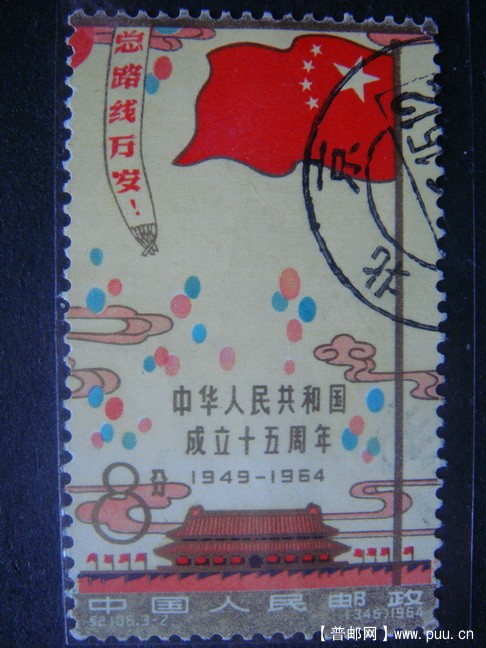 总路线万岁！
京
中华人民共和国
成立十五周年
1949-1964
8分
中国人民邮政
纪106.3-2
(346)1964
【普邮网】www.puu.cn